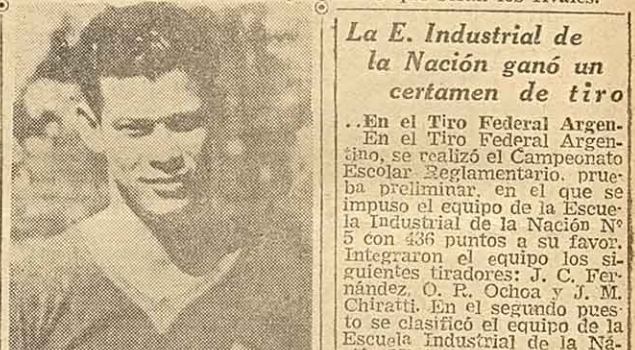 La E. Industrial de
la Nación ganó un
certamen de tiro
..En el Tiro Federal Argen-
En el Tiro Federal Argen-
tino, se realizó el Campeonato
Escolar Reglamentario. prue-
ba preliminar, en el que se
impuso el equipo de la Escue-
la Industrial de la Nación Nº
5 con 436 puntos a su favor.
Integraron el equipo los si-
guientes tiradores: J. C. Fer-
nández, O. R. Ochoa y J. M.
Chiratti. En el segundo pues-
to se clasificó el equipo de la
Escuela Industrial de la Na-